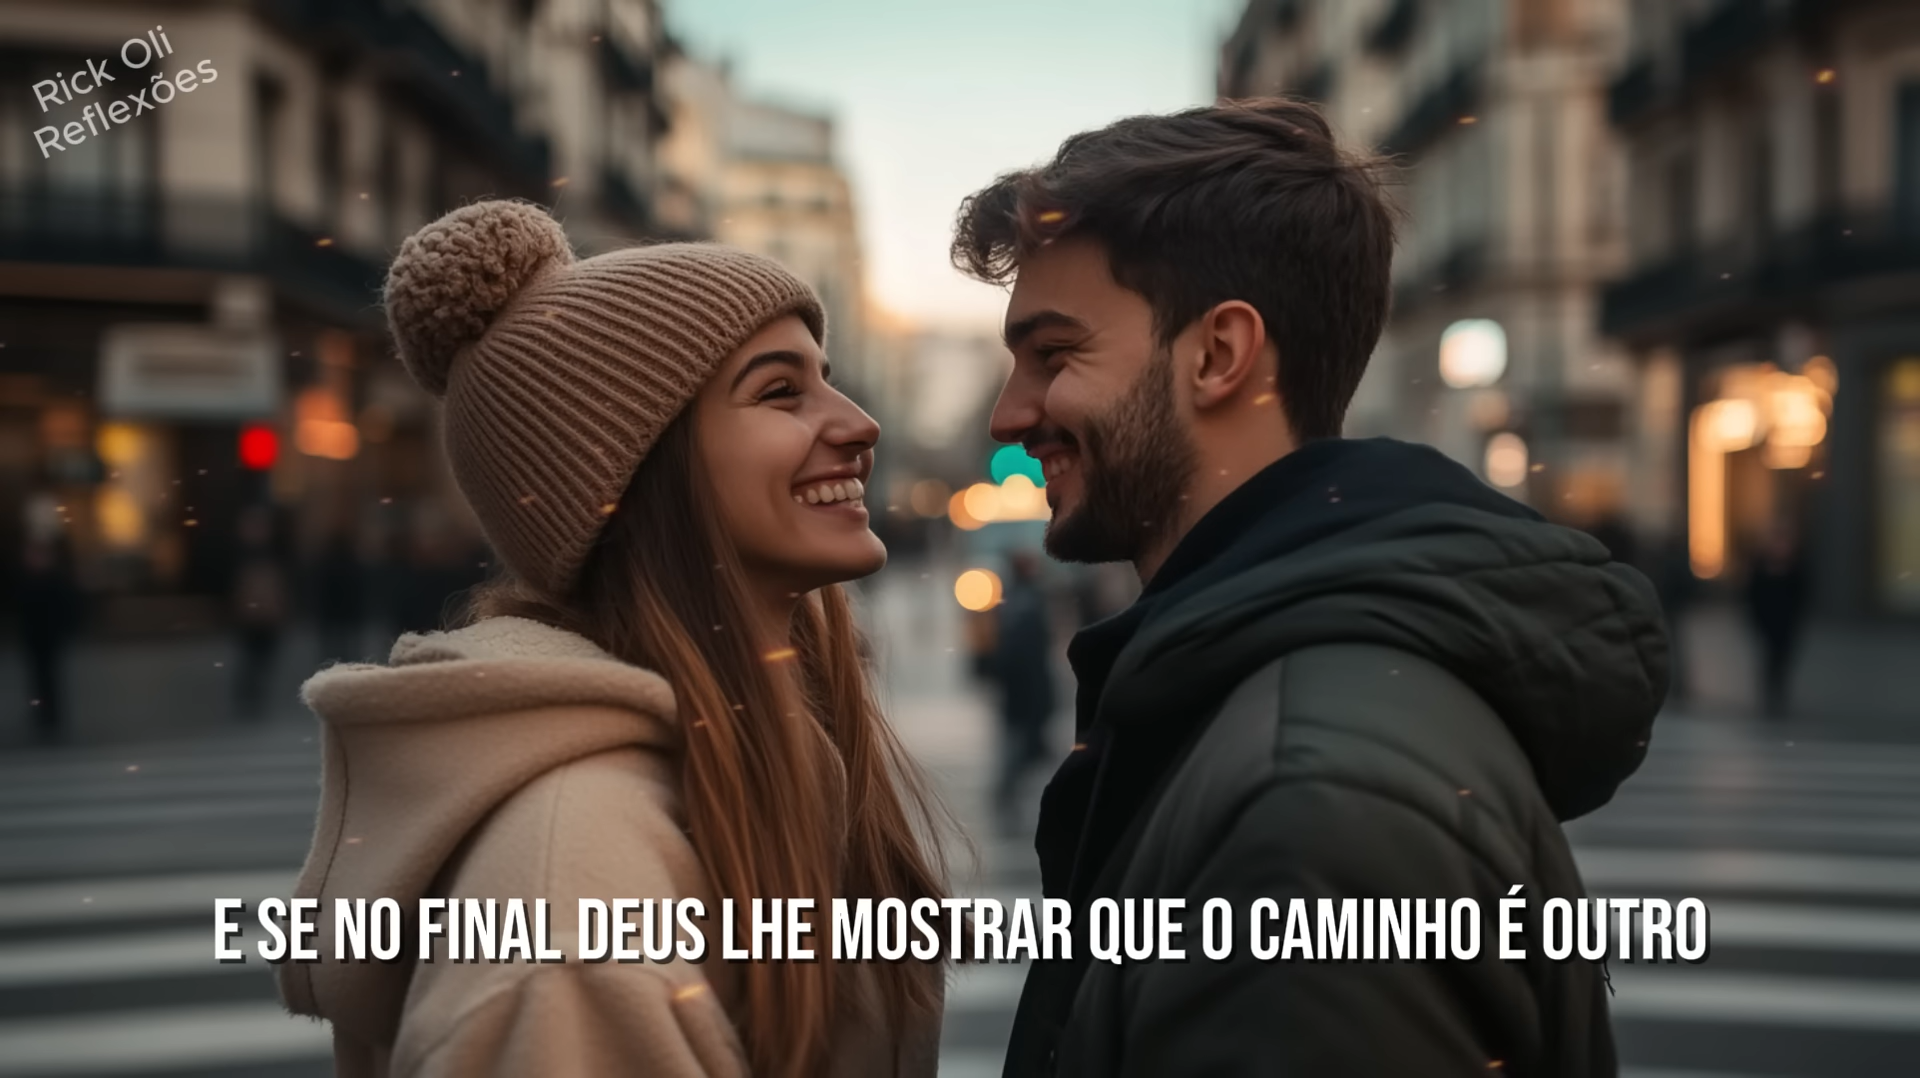 Rick Oli
Reflexões
E SE NO FINAL DEUS LHE MOSTRAR QUE O CAMINHO É OUTRO